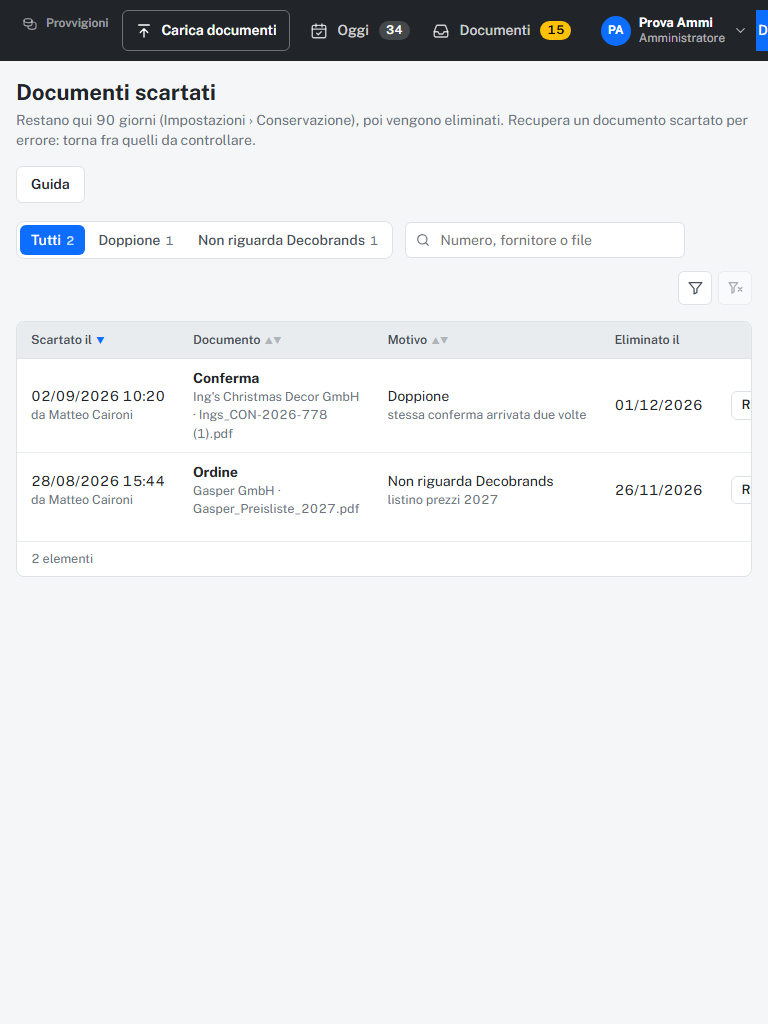 Provvigioni
Carica documenti
Oggi 34
Documenti 15
PA
Prova Ammi
Amministratore
D
Documenti scartati
Restano qui 90 giorni (Impostazioni › Conservazione), poi vengono eliminati. Recupera un documento scartato per
errore: torna fra quelli da controllare.
Guida
Tutti 2 Doppione 1 Non riguarda Decobrands 1
Numero, fornitore o file
Scartato il Documento Motivo Eliminato il
02/09/2026 10:20
da Matteo Caironi
Conferma
Ing's Christmas Decor GmbH
· Ings_CON-2026-778
(1).pdf
Doppione
stessa conferma arrivata due volte
01/12/2026
R
28/08/2026 15:44
da Matteo Caironi
Ordine
Gasper GmbH ·
Gasper_Preisliste_2027.pdf
Non riguarda Decobrands
listino prezzi 2027
26/11/2026
R
2 elementi